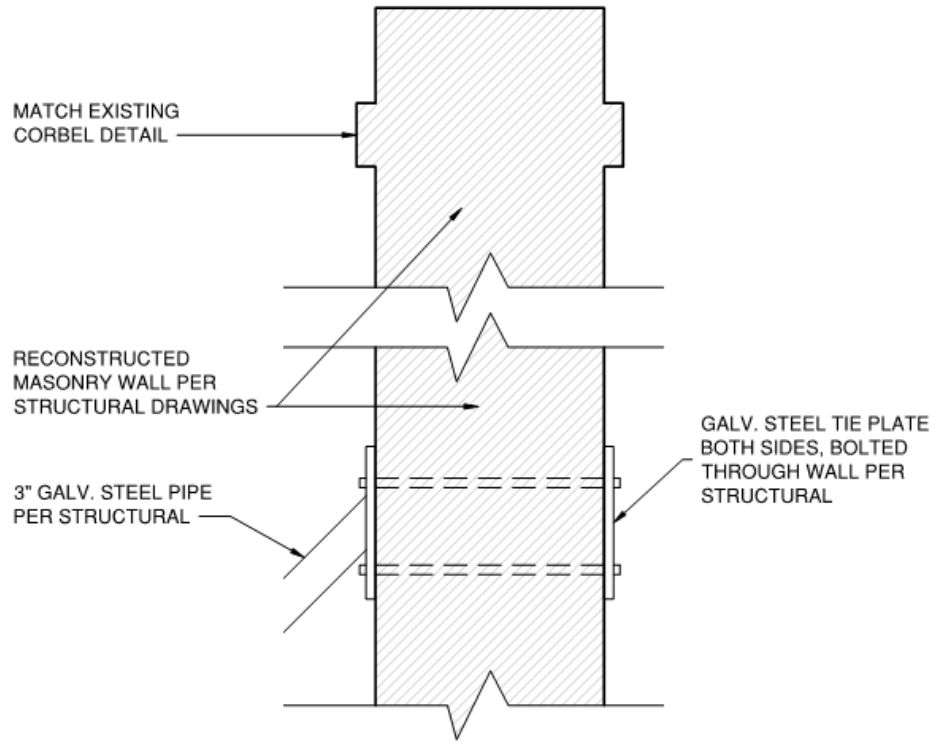 MATCH EXISTING
CORBEL DETAIL
RECONSTRUCTED
MASONRY WALL PER
STRUCTURAL DRAWINGS
GALV. STEEL TIE PLATE
BOTH SIDES, BOLTED
THROUGH WALL PER
STRUCTURAL
3" GALV. STEEL PIPE
PER STRUCTURAL